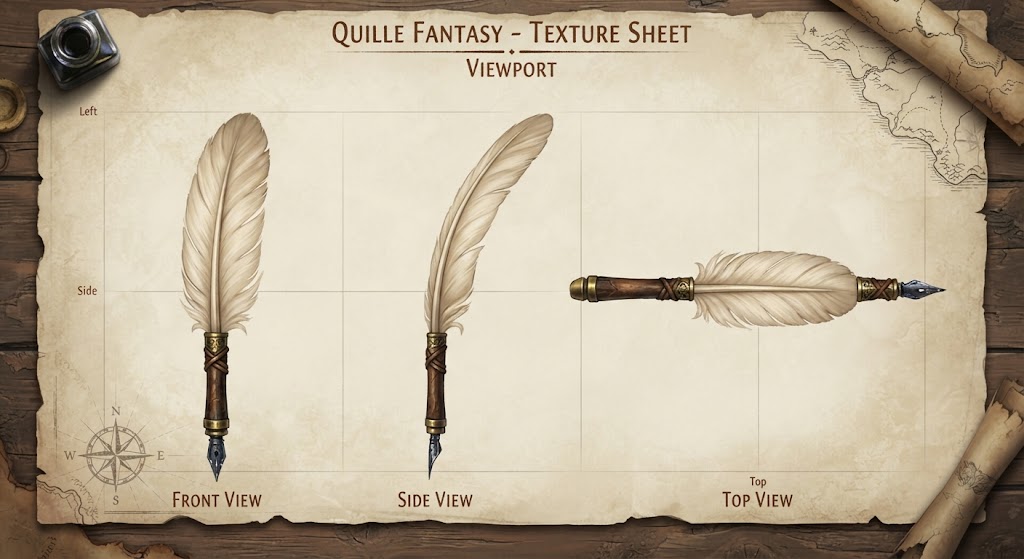 QUILLE FANTASY - TEXTURE SHEET
VIEWPORT
Left
Side
N
W E
S
FRONT VIEW
SIDE VIEW
Top
TOP VIEW